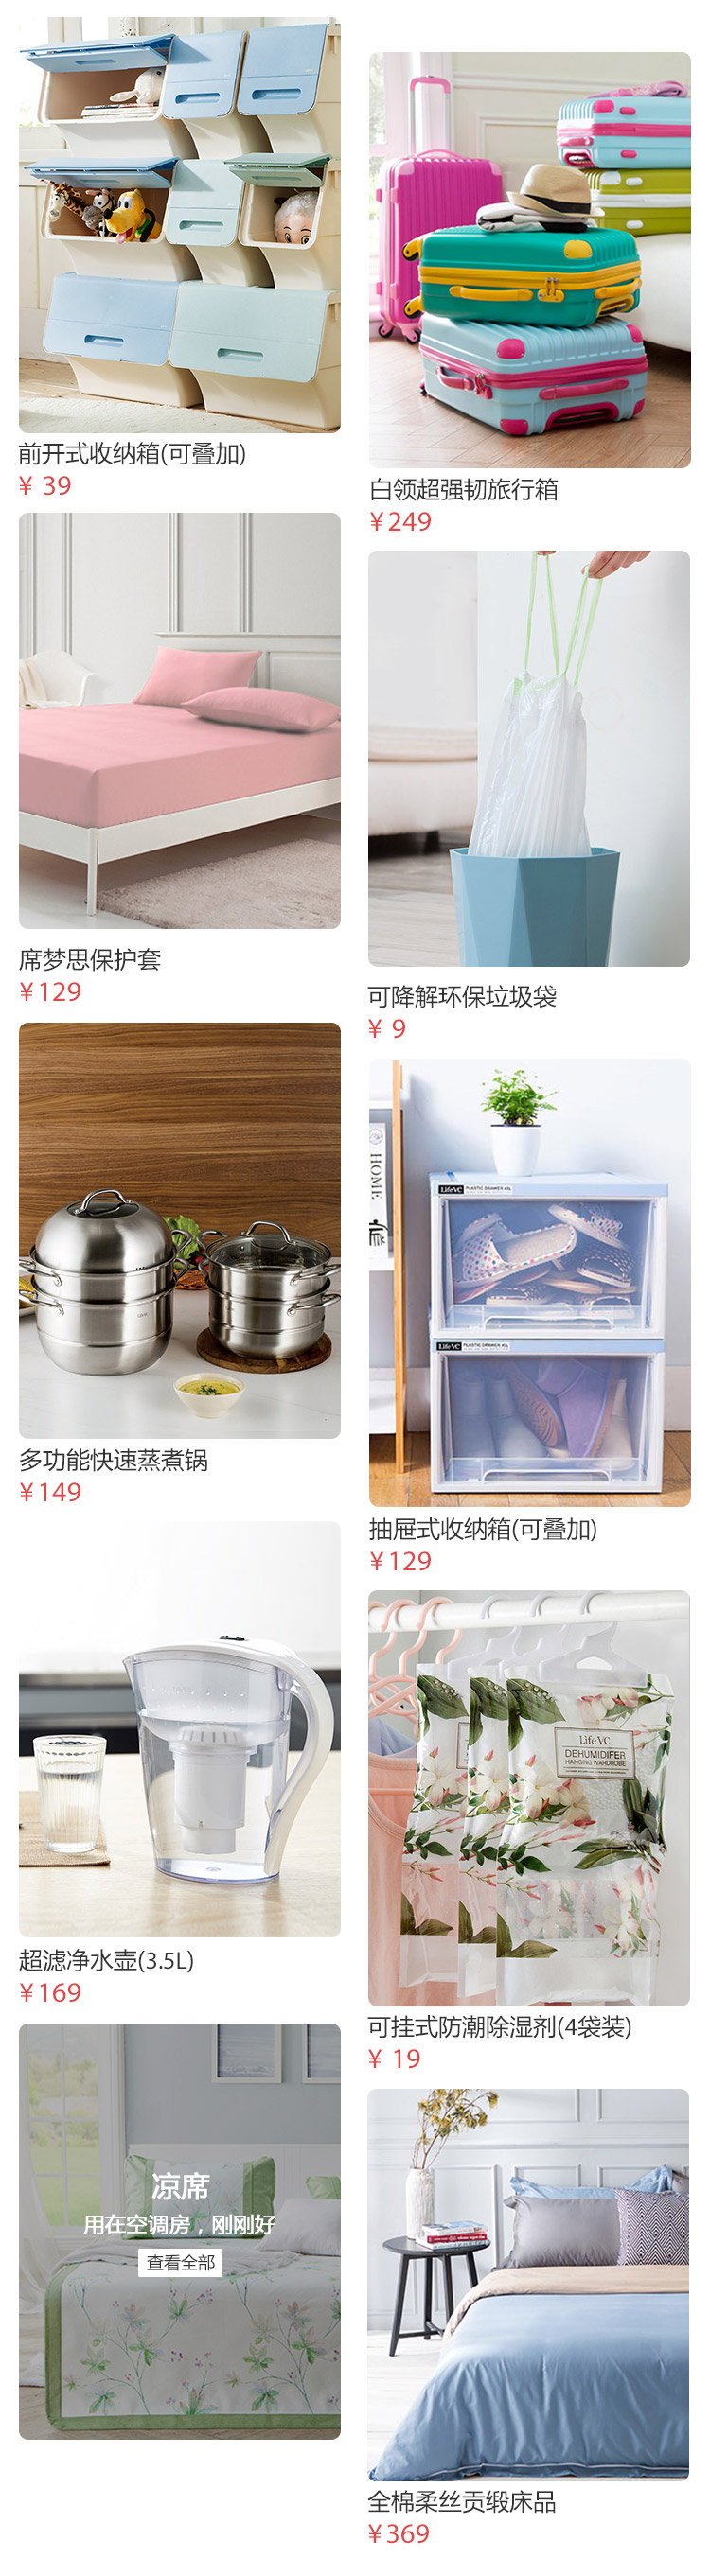 前开式收纳箱(可叠加)
¥ 39
白领超强韧旅行箱
¥249
席梦思保护套
¥129
可降解环保垃圾袋
¥ 9
多功能快速蒸煮锅
¥149
HOME
LifeVC PLASTIC DRAWER 40L
LifeVC PLASTIC DRAWER 40L
抽屉式收纳箱(可叠加)
¥129
超滤净水壶(3.5L)
¥169
LifeVC
DEHUMIDIFER
HANGING WARDROBE
可挂式防潮除湿剂(4袋装)
¥ 19
凉席
用在空调房，刚刚好
查看全部
全棉柔丝贡缎床品
¥369